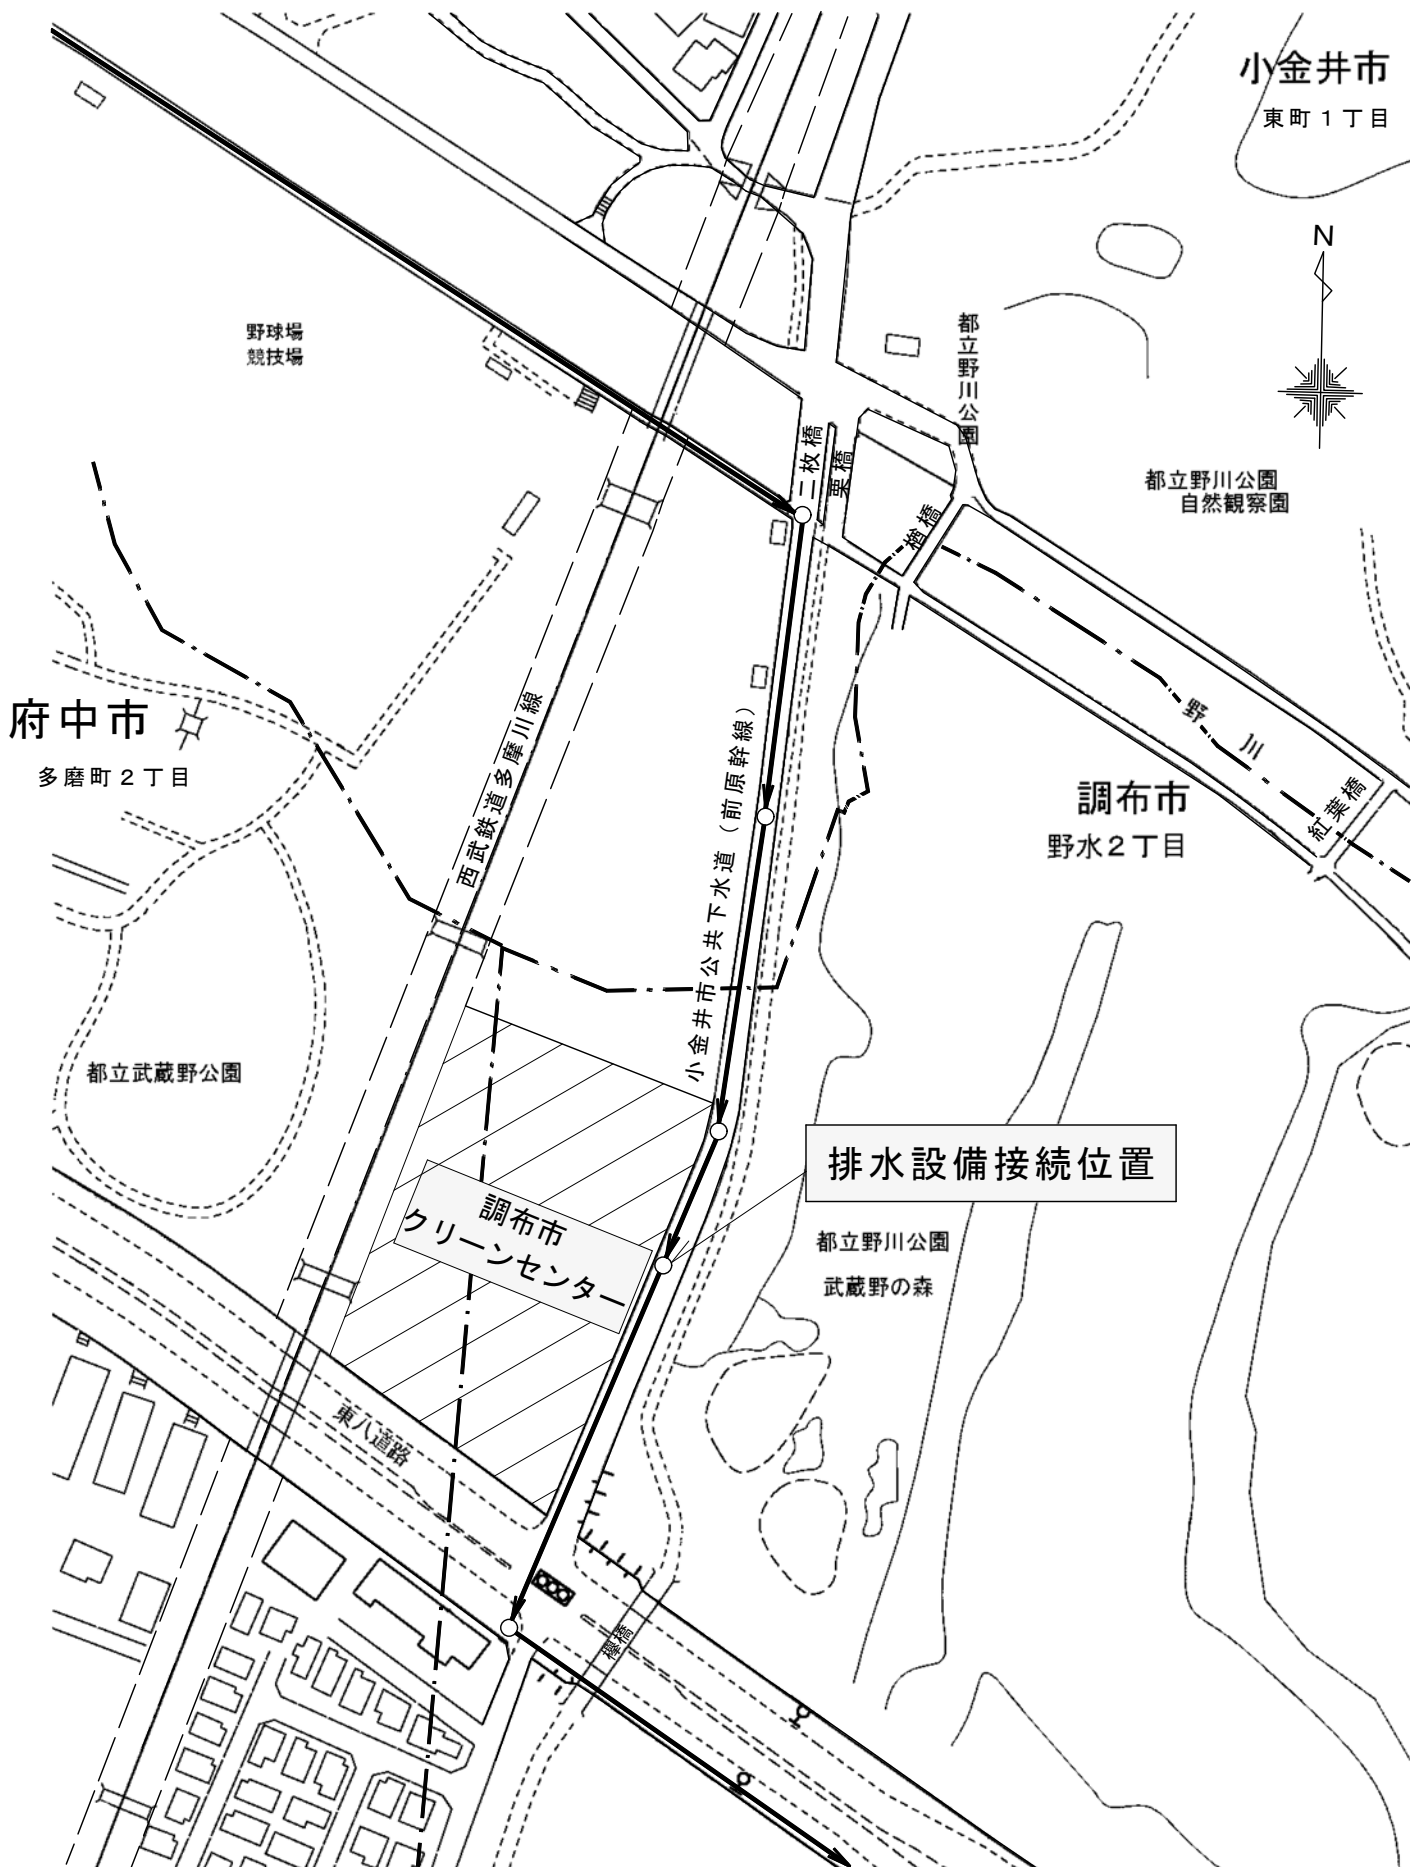 小金井市
東町1丁目
N
野球場
競技場
都立野川公園
二枚橋
栗橋
楢橋
都立野川公園
自然観察園
府中市
多磨町2丁目
西武鉄道多摩川線
小金井市公共下水道（前原幹線）
野川
調布市
野水2丁目
紅葉橋
都立武蔵野公園
排水設備接続位置
調布市
クリーンセンター
都立野川公園
武蔵野の森
東八道路
欅橋